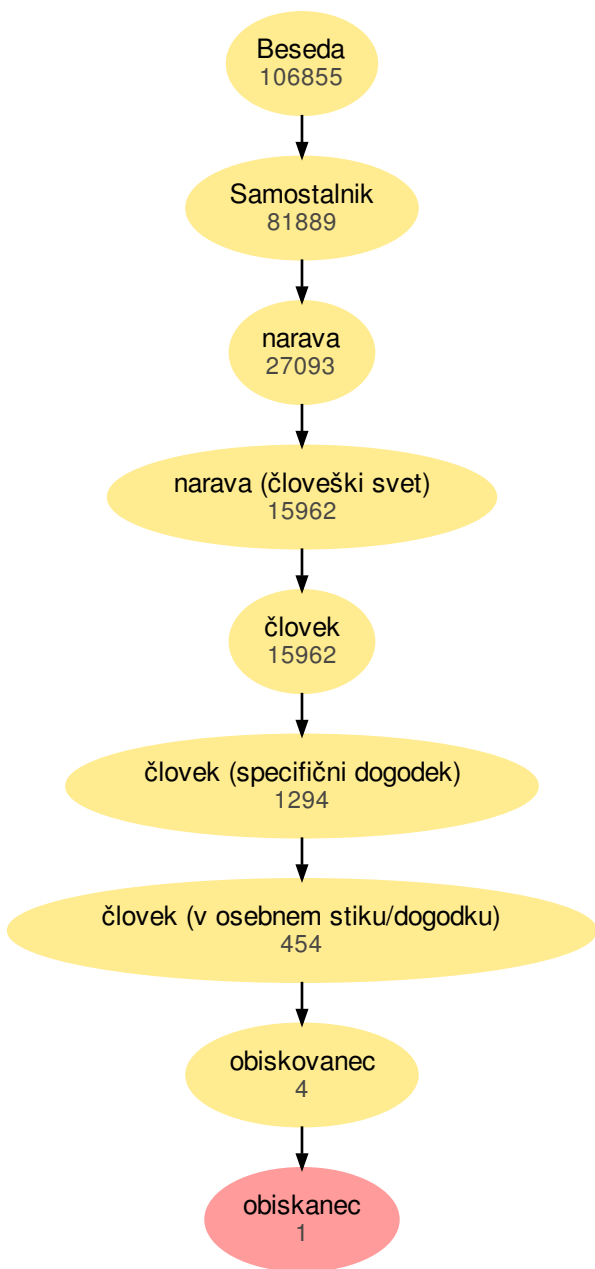 Beseda
106855
Samostalnik
81889
narava
27093
narava (človeški svet)
15962
človek
15962
človek (specifični dogodek)
1294
človek (v osebnem stiku/dogodku)
454
obiskovanec
4
obiskanec
1